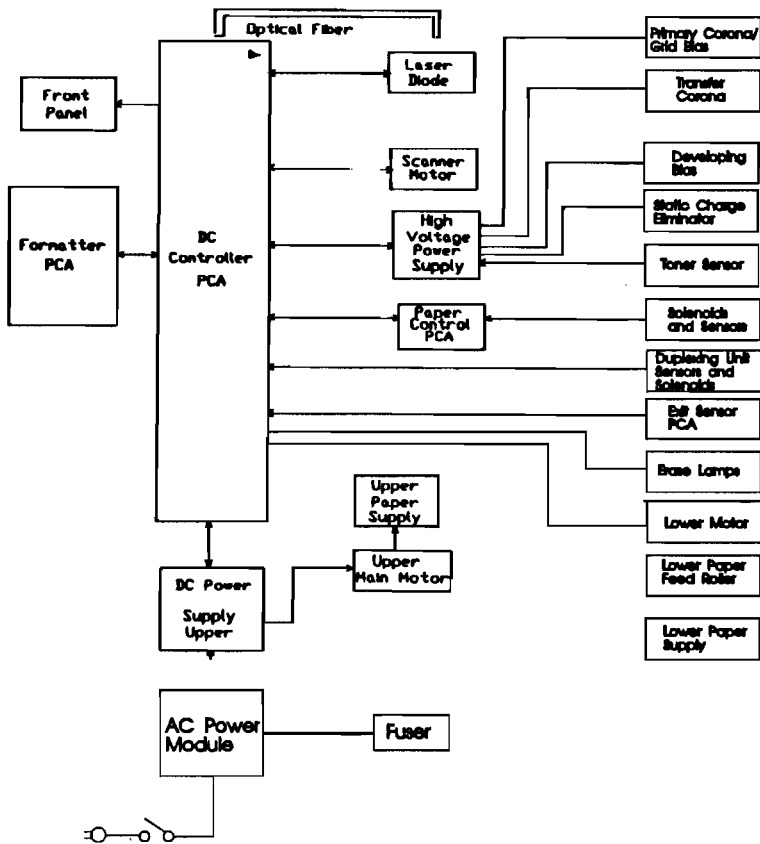 Optical Fiber
Front
Panel
Formatter
PCA
DC
Controller
PCA
Laser
Diode
Scanner
Motor
High
Voltage
Power
Supply
Paper
Control
PCA
Primary Corona/
Grid Bias
Transfer
Corona
Developing
Bias
Static Charge
Eliminator
Toner Sensor
Solenoids
and Sensors
Duplexing Unit
Sensors and
Solenoids
Exit Sensor
PCA
Erase Lamps
Lower Motor
Lower Paper
Feed Roller
Lower Paper
Supply
Upper
Paper
Supply
Upper
Main Motor
DC Power
Supply
Upper
AC Power
Module
Fuser